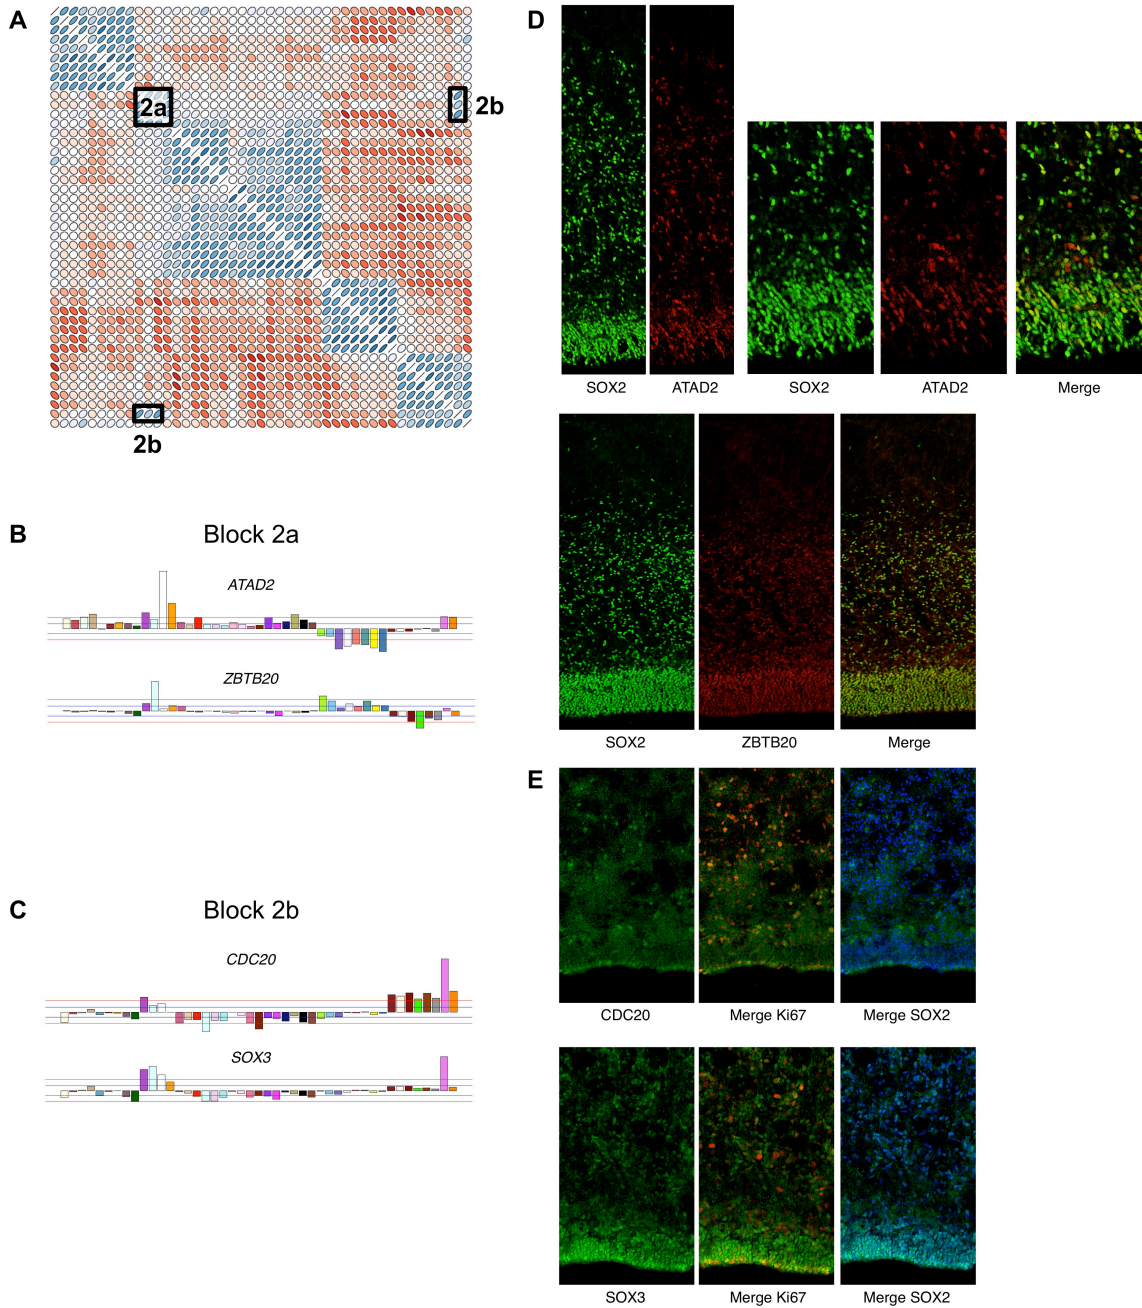 A
2a
2b
2b
B
Block 2a
ATAD2
ZBTB20
C
Block 2b
CDC20
SOX3
D
SOX2 ATAD2 SOX2 ATAD2 Merge
SOX2 ZBTB20 Merge
E
CDC20 Merge Ki67 Merge SOX2
SOX3 Merge Ki67 Merge SOX2